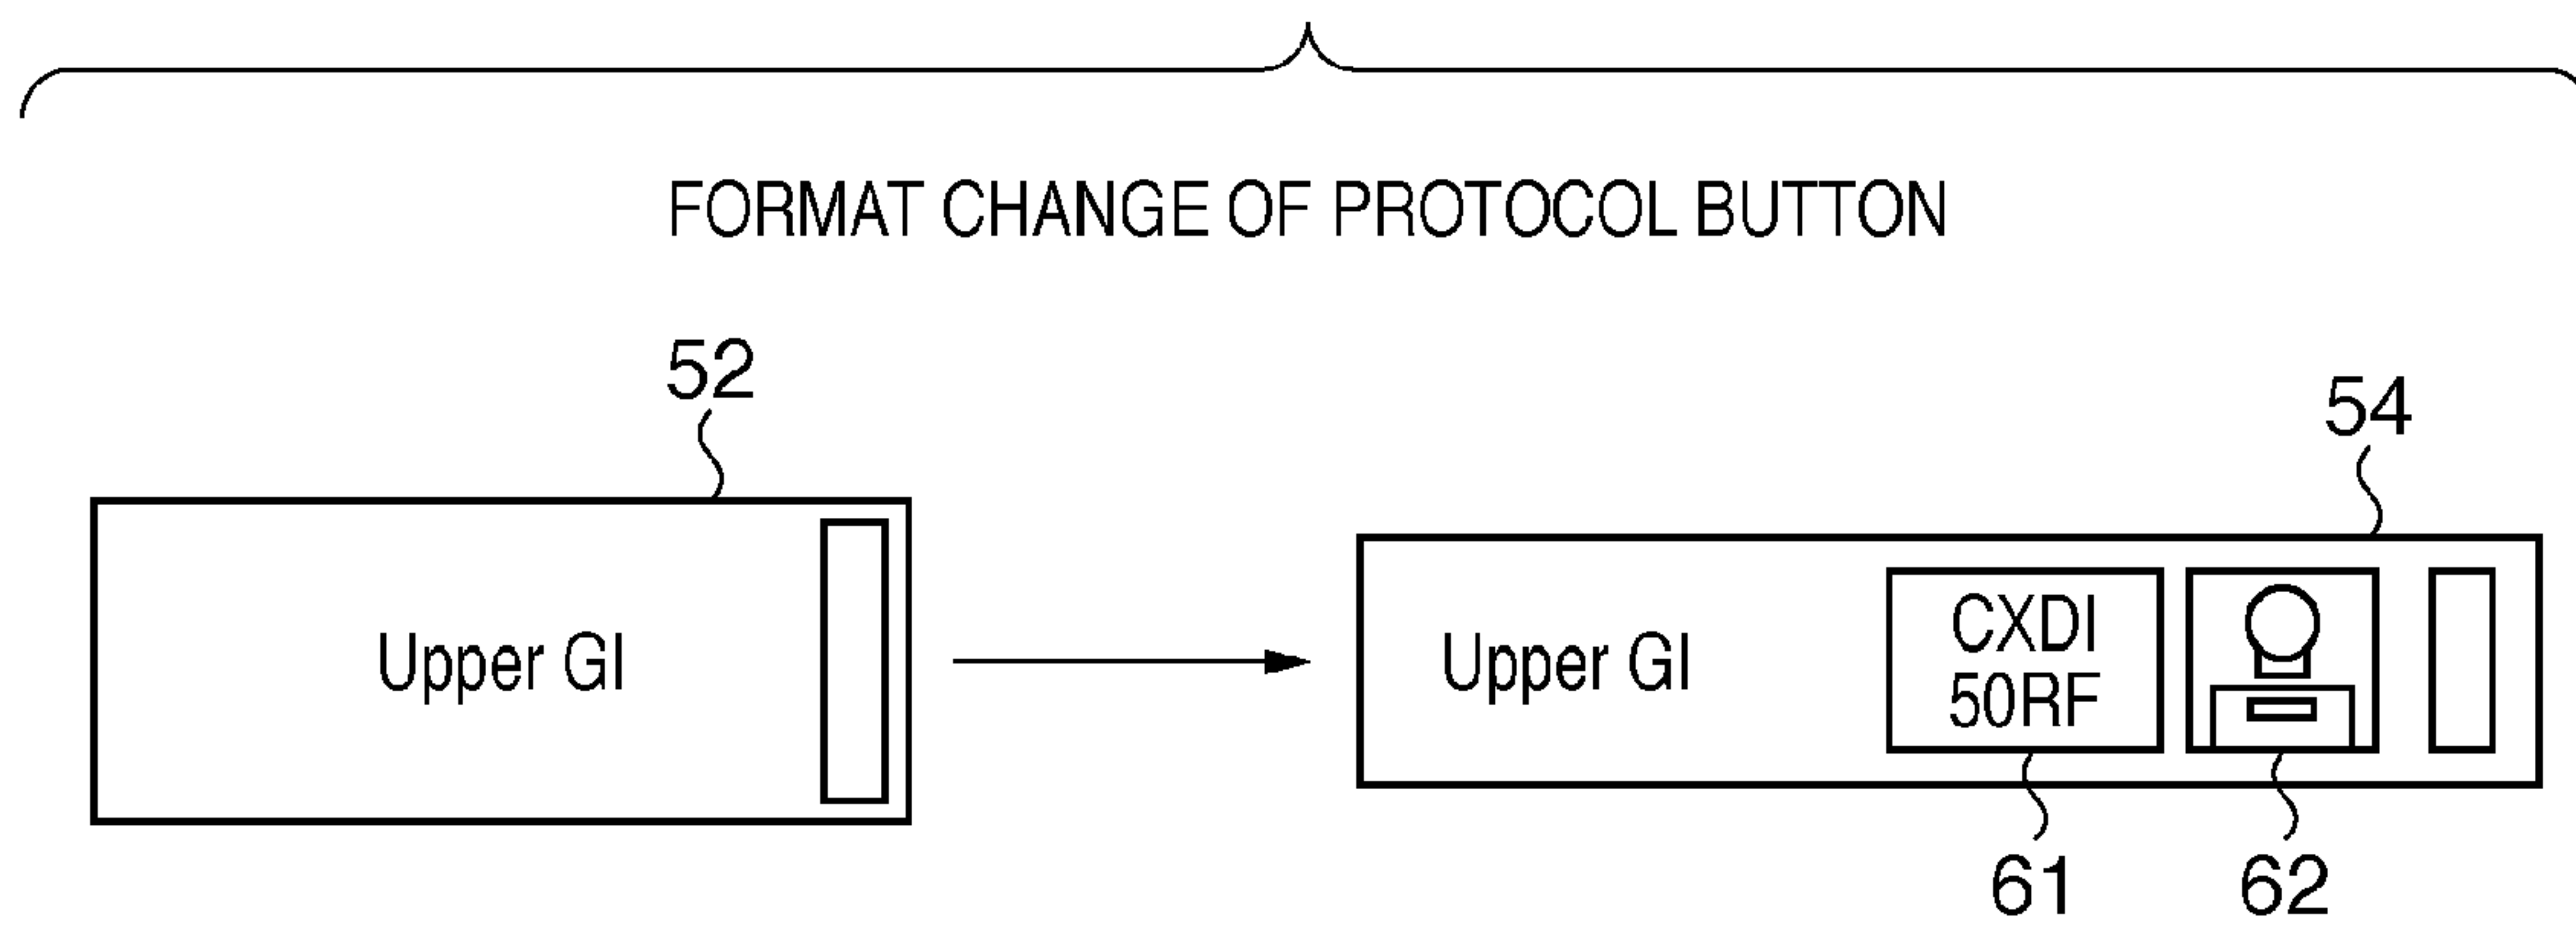 FORMAT CHANGE OF PROTOCOL BUTTON
52
54
Upper GI
Upper GI
CXDI
50RF
61
62